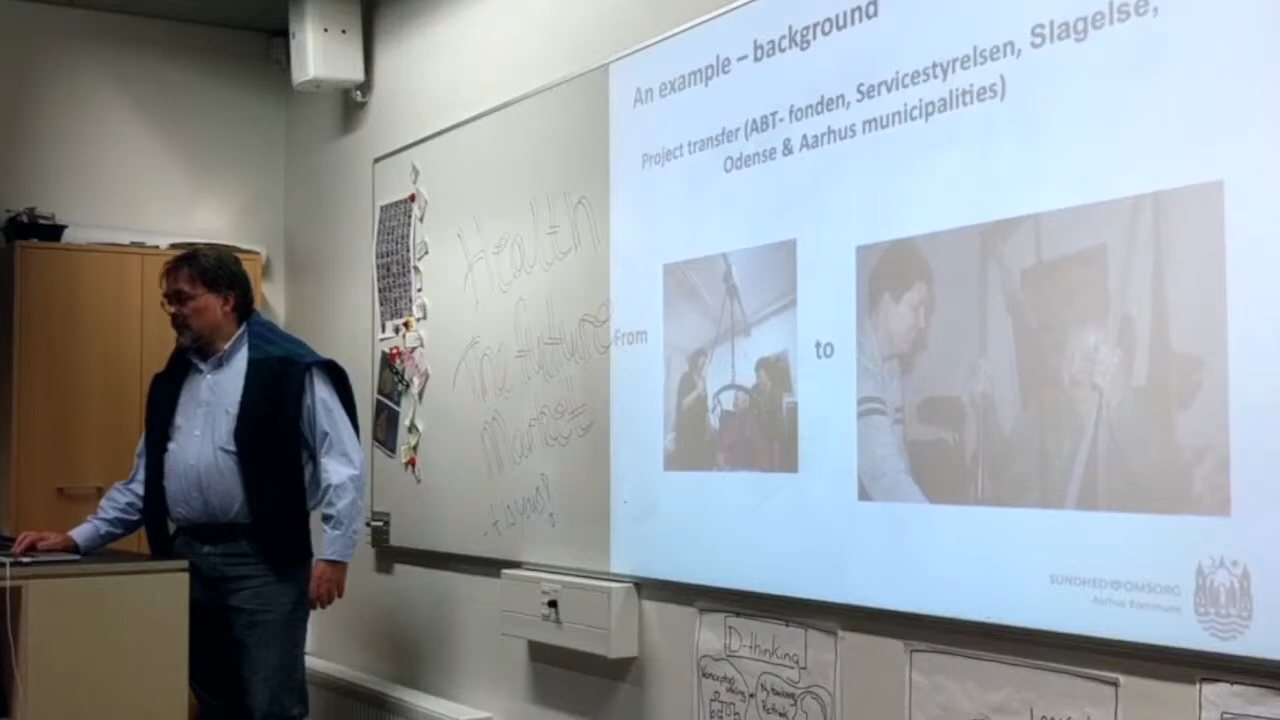 An example – background
Project transfer (ABT- fonden, Servicestyrelsen, Slagelse,
Odense & Aarhus municipalities)
From
to
SUNDHED OMSORG
Aarhus Kommune
Health
The future
Market
D-thinking